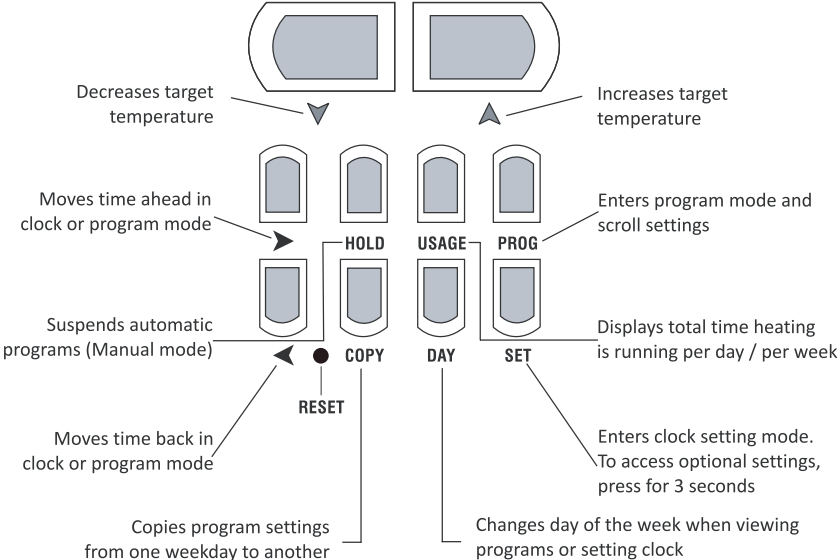 Decreases target
temperature
Increases target
temperature
Moves time ahead in
clock or program mode
Enters program mode and
scroll settings
HOLD
USAGE
PROG
Suspends automatic
programs (Manual mode)
Displays total time heating
is running per day / per week
COPY
DAY
SET
RESET
Moves time back in
clock or program mode
Enters clock setting mode.
To access optional settings,
press for 3 seconds
Copies program settings
from one weekday to another
Changes day of the week when viewing
programs or setting clock